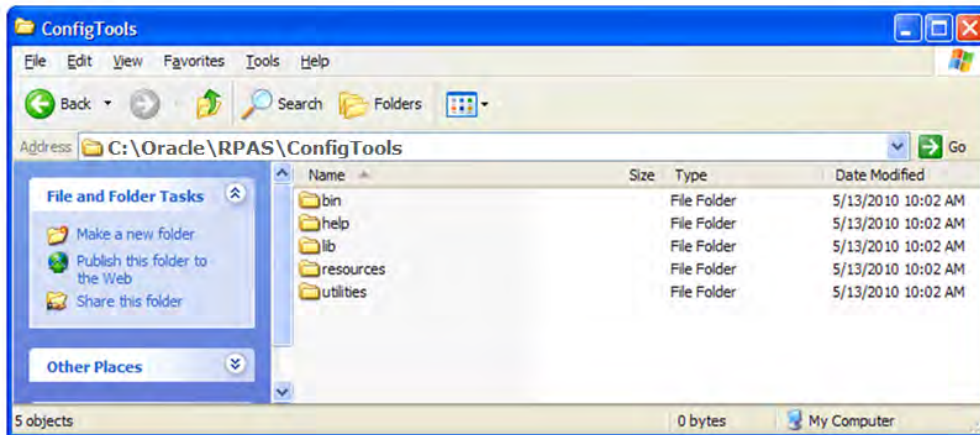 ConfigTools
File Edit View Favorites Tools Help
Back Search Folders
Address C:\Oracle\RPAS\ConfigTools Go
Name Size Type Date Modified
File and Folder Tasks
Make a new folder
Publish this folder to
the Web
Share this folder
Other Places
bin File Folder 5/13/2010 10:02 AM
help File Folder 5/13/2010 10:02 AM
lib File Folder 5/13/2010 10:02 AM
resources File Folder 5/13/2010 10:02 AM
utilities File Folder 5/13/2010 10:02 AM
5 objects 0 bytes My Computer